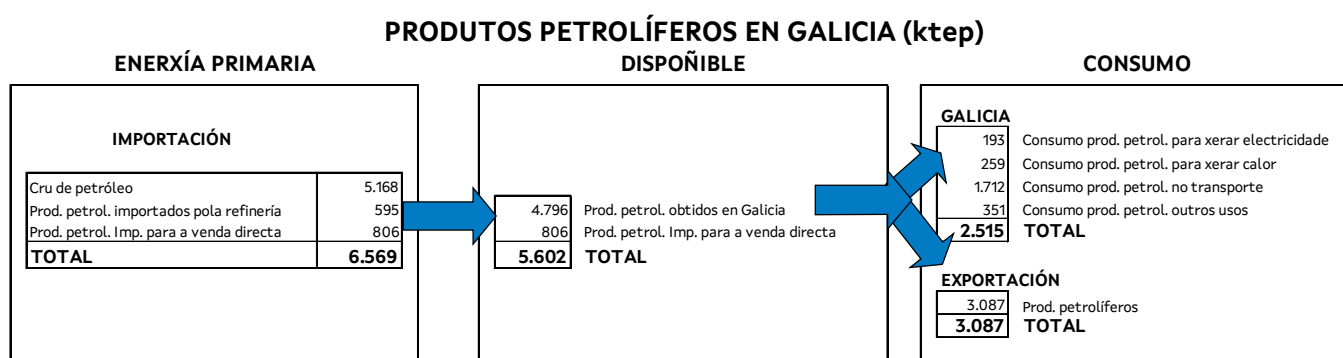 PRODUTOS PETROLÍFEROS EN GALICIA (ktep)
ENERXÍA PRIMARIA
IMPORTACIÓN
Cru de petróleo 5.168
Prod. petrol. importados pola refinería 595
Prod. petrol. Imp. para a venda directa 806
TOTAL 6.569
DISPOÑIBLE
4.796 Prod. petrol. obtidos en Galicia
806 Prod. petrol. Imp. para a venda directa
5.602 TOTAL
CONSUMO
GALICIA
193 Consumo prod. petrol. para xerar electricidade
259 Consumo prod. petrol. para xerar calor
1.712 Consumo prod. petrol. no transporte
351 Consumo prod. petrol. outros usos
2.515 TOTAL
EXPORTACIÓN
3.087 Prod. petrolíferos
3.087 TOTAL